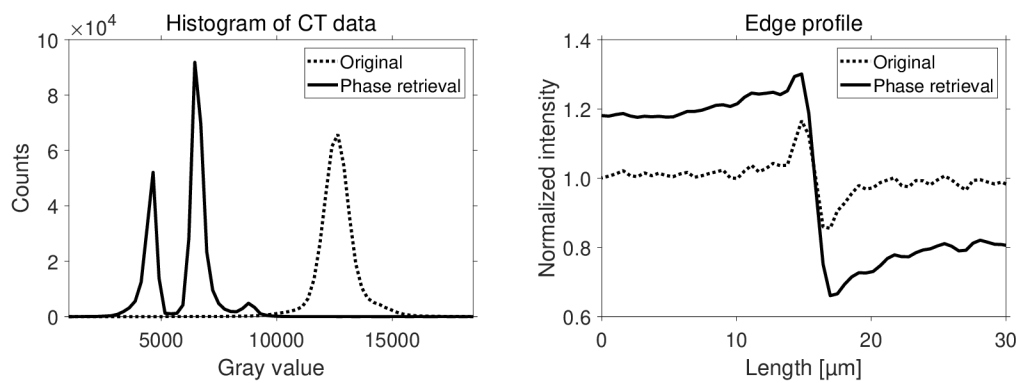 Histogram of CT data
×10⁴
10
8
6
4
2
0
Counts
5000
10000
15000
Gray value
Original
Phase retrieval
Edge profile
1.4
1.2
1.0
0.8
0.6
Normalized intensity
0
10
20
30
Length [µm]
Original
Phase retrieval